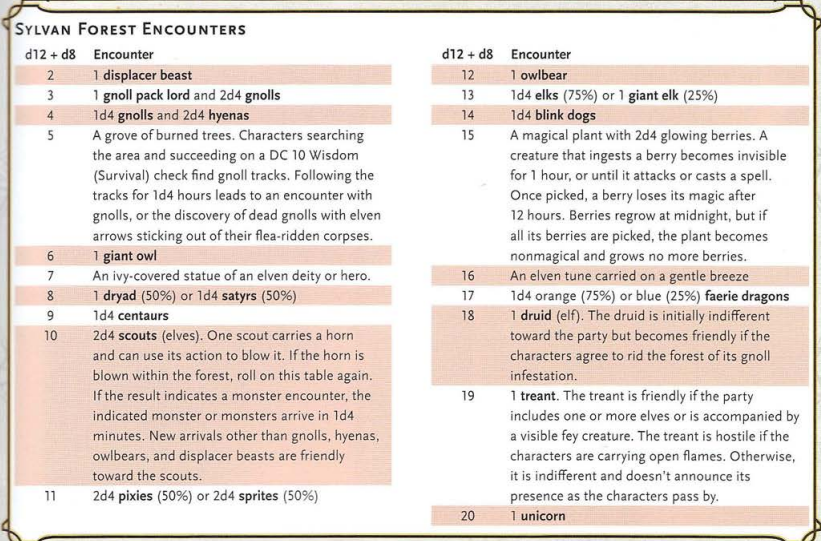 SYLVAN FOREST ENCOUNTERS
d12 + d8 Encounter
2 1 displacer beast
3 1 gnoll pack lord and 2d4 gnolls
4 1d4 gnolls and 2d4 hyenas
5 A grove of burned trees. Characters searching
the area and succeeding on a DC 10 Wisdom
(Survival) check find gnoll tracks. Following the
tracks for 1d4 hours leads to an encounter with
gnolls, or the discovery of dead gnolls with elven
arrows sticking out of their flea-ridden corpses.
6 1 giant owl
7 An ivy-covered statue of an elven deity or hero.
8 1 dryad (50%) or 1d4 satyrs (50%)
9 1d4 centaurs
10 2d4 scouts (elves). One scout carries a horn
and can use its action to blow it. If the horn is
blown within the forest, roll on this table again.
If the result indicates a monster encounter, the
indicated monster or monsters arrive in 1d4
minutes. New arrivals other than gnolls, hyenas,
owlbears, and displacer beasts are friendly
toward the scouts.
11 2d4 pixies (50%) or 2d4 sprites (50%)
d12 + d8 Encounter
12 1 owlbear
13 1d4 elks (75%) or 1 giant elk (25%)
14 1d4 blink dogs
15 A magical plant with 2d4 glowing berries. A
creature that ingests a berry becomes invisible
for 1 hour, or until it attacks or casts a spell.
Once picked, a berry loses its magic after
12 hours. Berries regrow at midnight, but if
all its berries are picked, the plant becomes
nonmagical and grows no more berries.
16 An elven tune carried on a gentle breeze
17 1d4 orange (75%) or blue (25%) faerie dragons
18 1 druid (elf). The druid is initially indifferent
toward the party but becomes friendly if the
characters agree to rid the forest of its gnoll
infestation.
19 1 treant. The treant is friendly if the party
includes one or more elves or is accompanied by
a visible fey creature. The treant is hostile if the
characters are carrying open flames. Otherwise,
it is indifferent and doesn't announce its
presence as the characters pass by.
20 1 unicorn